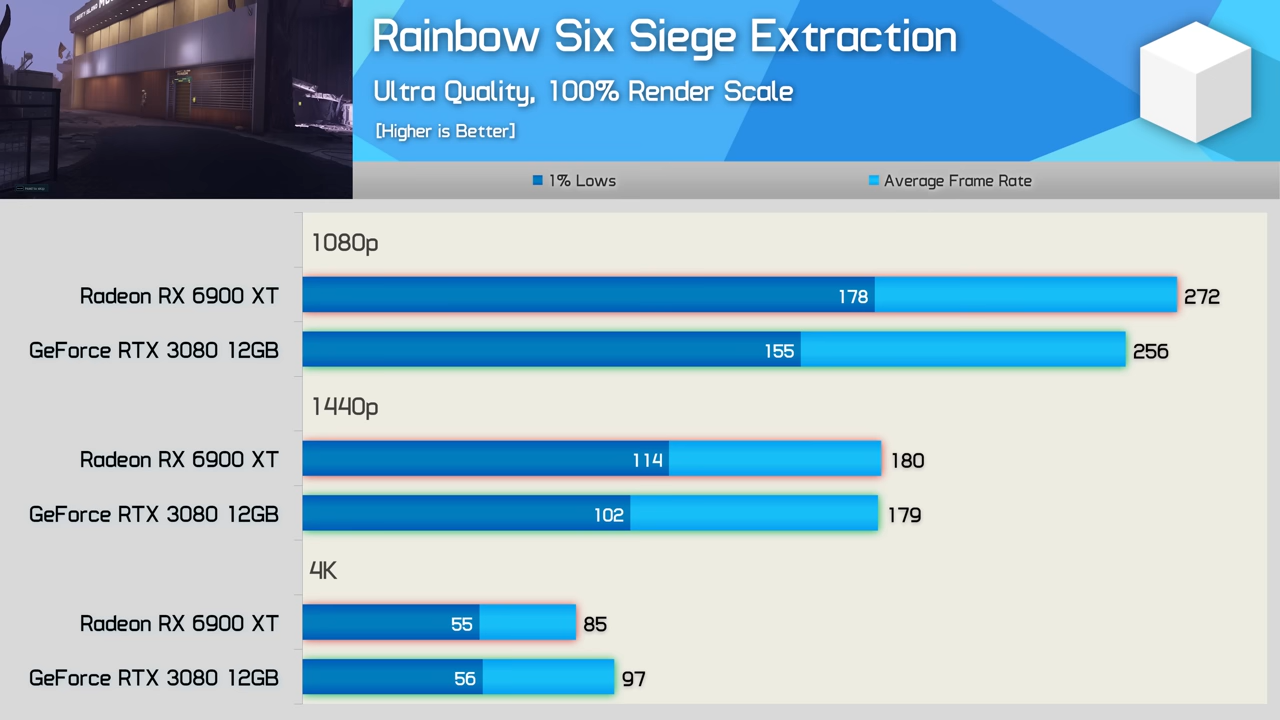 Rainbow Six Siege Extraction
Ultra Quality, 100% Render Scale
[Higher is Better]
1% Lows
Average Frame Rate
1080p
Radeon RX 6900 XT
178
272
GeForce RTX 3080 12GB
155
256
1440p
Radeon RX 6900 XT
114
180
GeForce RTX 3080 12GB
102
179
4K
Radeon RX 6900 XT
55
85
GeForce RTX 3080 12GB
56
97